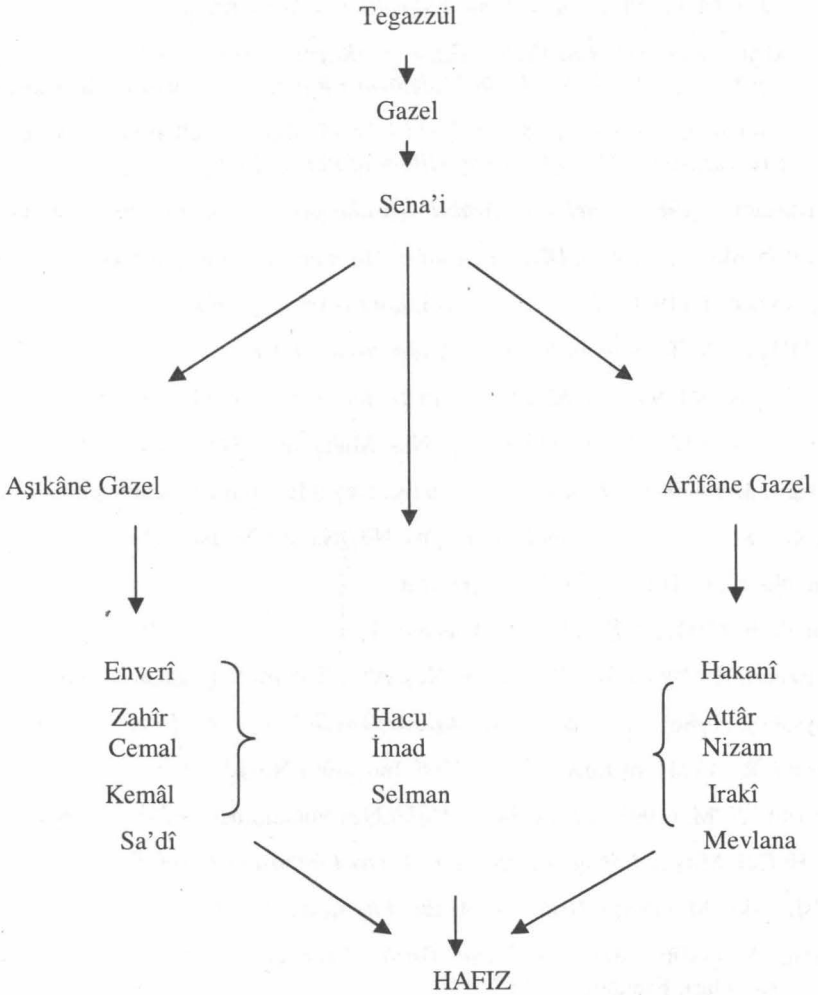 Tegazzül
Gazel
Sena'i
Aşıkâne Gazel
Arîfâne Gazel
Enverî
Hakanî
Zahîr
Hacu
Attâr
Cemal
İmad
Nizam
Kemâl
Selman
Irakî
Sa'dî
Mevlana
HAFIZ